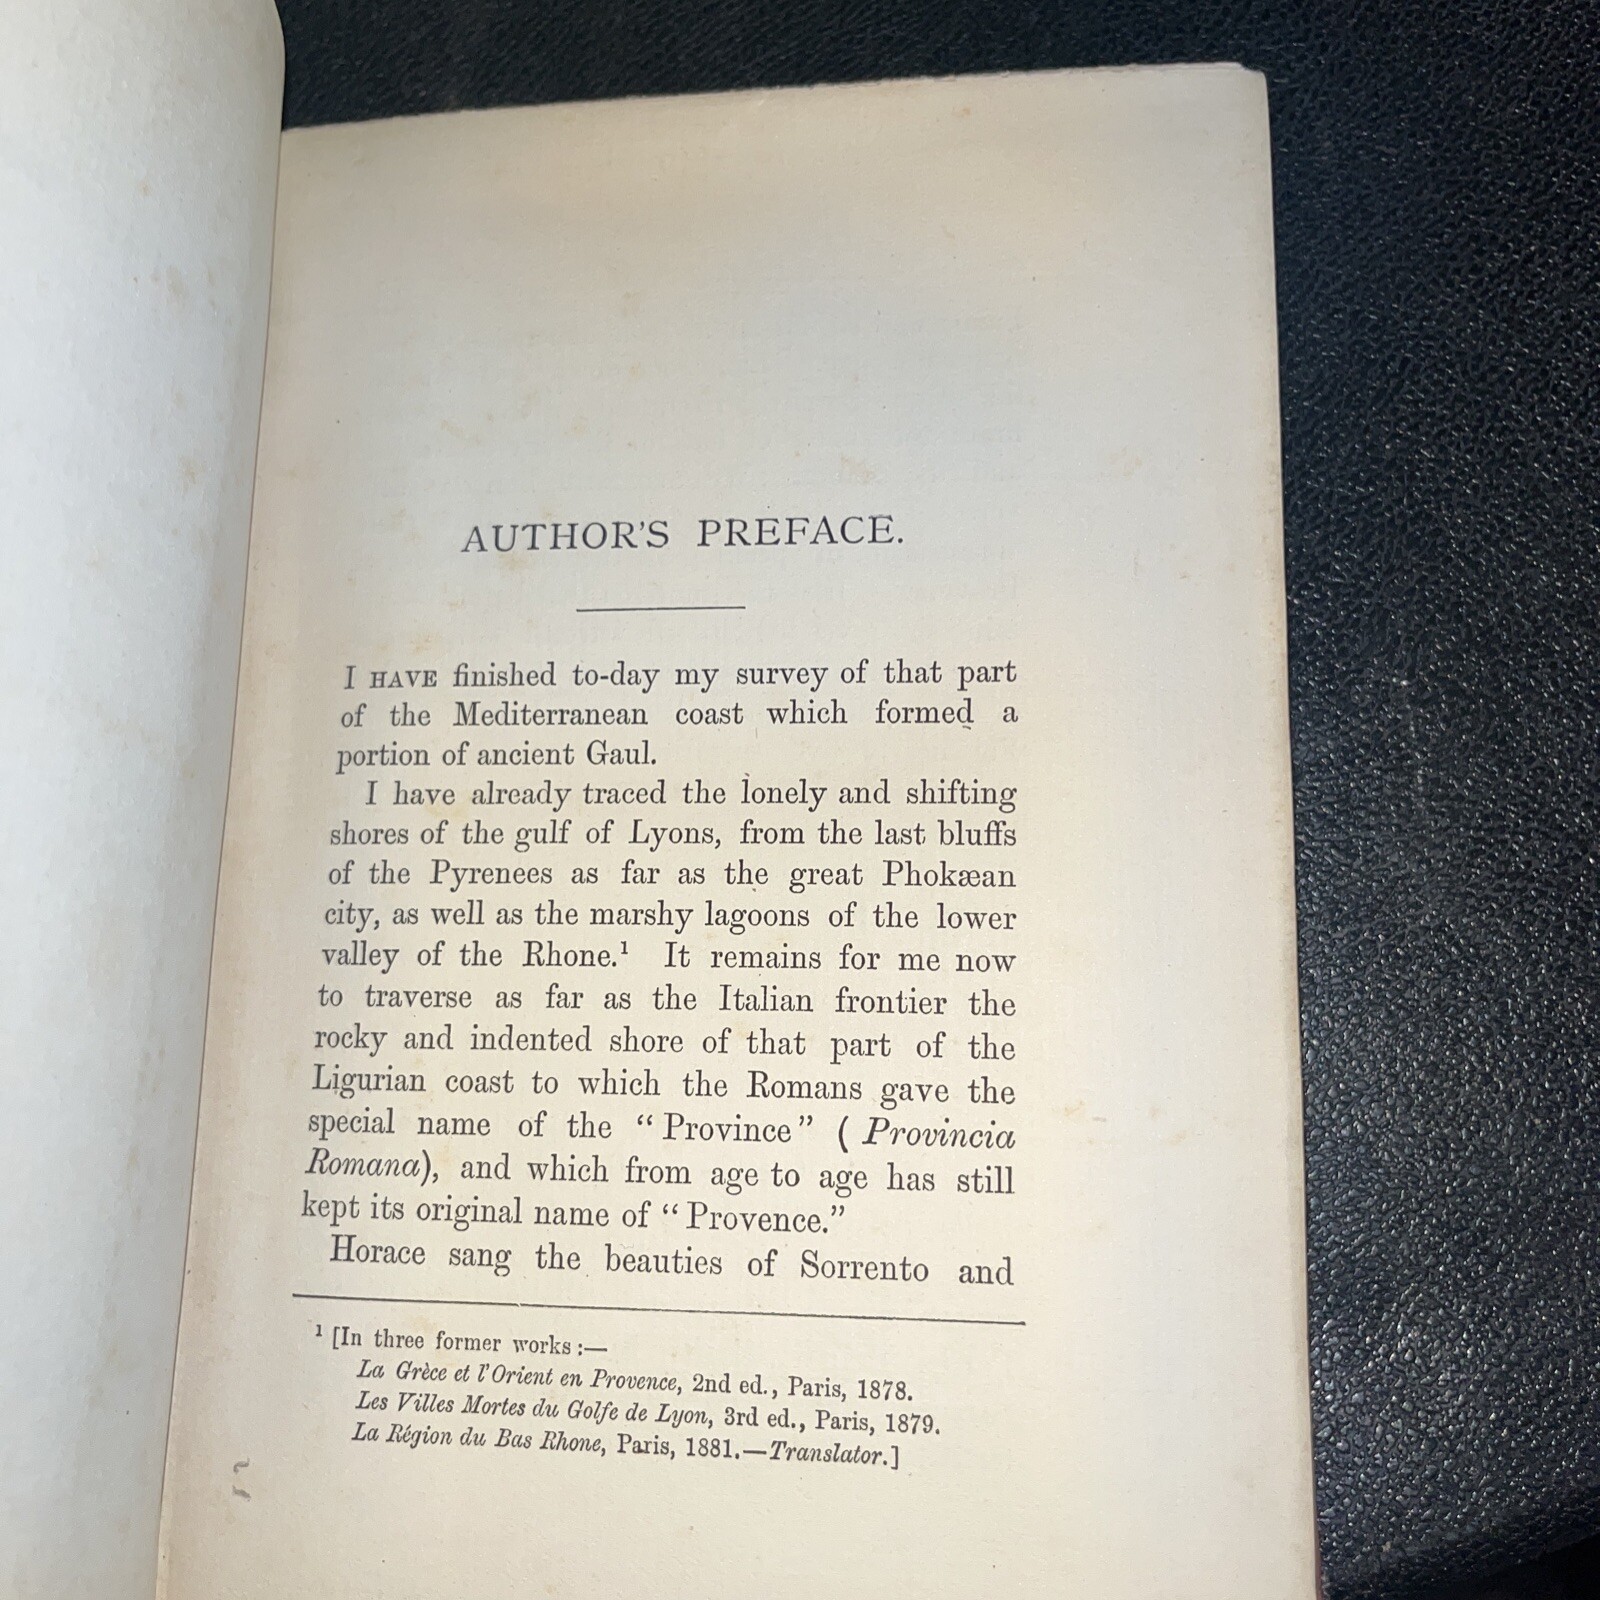 AUTHOR'S PREFACE.
I HAVE finished to-day my survey of that part
of the Mediterranean coast which formed a
portion of ancient Gaul.
I have already traced the lonely and shifting
shores of the gulf of Lyons, from the last bluffs
of the Pyrenees as far as the great Phokæan
city, as well as the marshy lagoons of the lower
valley of the Rhone.¹ It remains for me now
to traverse as far as the Italian frontier the
rocky and indented shore of that part of the
Ligurian coast to which the Romans gave the
special name of the “Province” (Provincia
Romana), and which from age to age has still
kept its original name of “Provence.”
Horace sang the beauties of Sorrento and
¹ [In three former works:—
La Grèce et l'Orient en Provence, 2nd ed., Paris, 1878.
Les Villes Mortes du Golfe de Lyon, 3rd ed., Paris, 1879.
La Région du Bas Rhone, Paris, 1881.—Translator.]